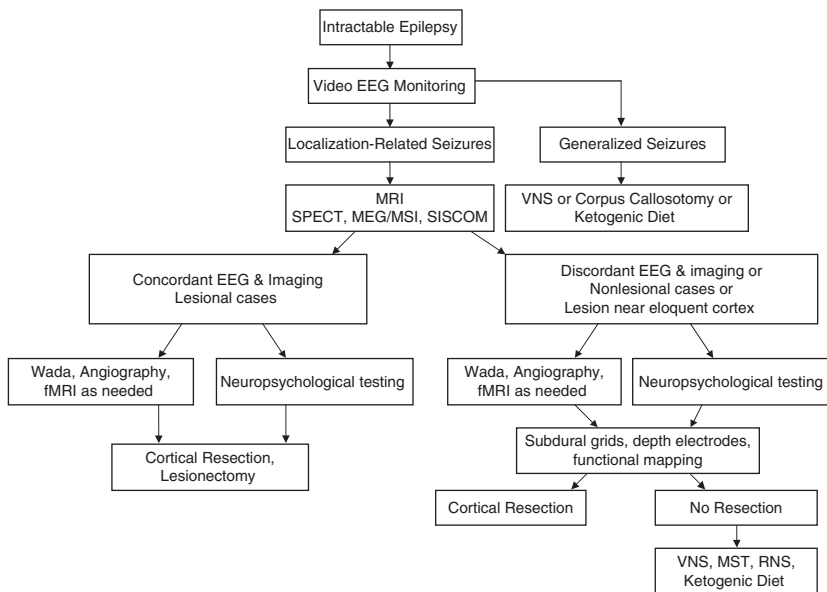 Intractable Epilepsy
Video EEG Monitoring
Localization-Related Seizures
Generalized Seizures
MRI
SPECT, MEG/MSI, SISCOM
VNS or Corpus Callosotomy or
Ketogenic Diet
Concordant EEG & Imaging
Lesional cases
Discordant EEG & imaging or
Nonlesional cases or
Lesion near eloquent cortex
Wada, Angiography,
fMRI as needed
Neuropsychological testing
Wada, Angiography,
fMRI as needed
Neuropsychological testing
Cortical Resection,
Lesionectomy
Subdural grids, depth electrodes,
functional mapping
Cortical Resection
No Resection
VNS, MST, RNS,
Ketogenic Diet